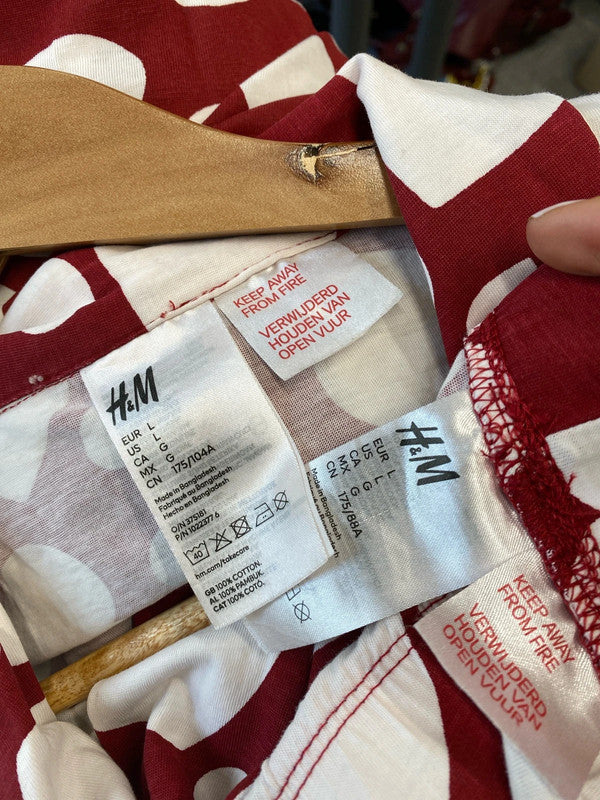 KEEP AWAY
FROM FIRE
VERWIJDERD
HOUDEN VAN
OPEN VUUR
H&M
EUR L
US L
CA G
MX G
CN 175/104A
Made in Bangladesh
Fabriqué au Bangladesh
Hecho en Bangladesh
O/N 375181
P/N 1022377 6
40
hm.com/takecare
GB 100% COTTON.
AL 100% PAMBUK.
CAT 100% COTÓ.
H&M
EUR L
US L
CA G
MX G
CN 175/88A
Made in Bangladesh
KEEP AWAY
FROM FIRE
VERWIJDERD
HOUDEN VAN
OPEN VUUR